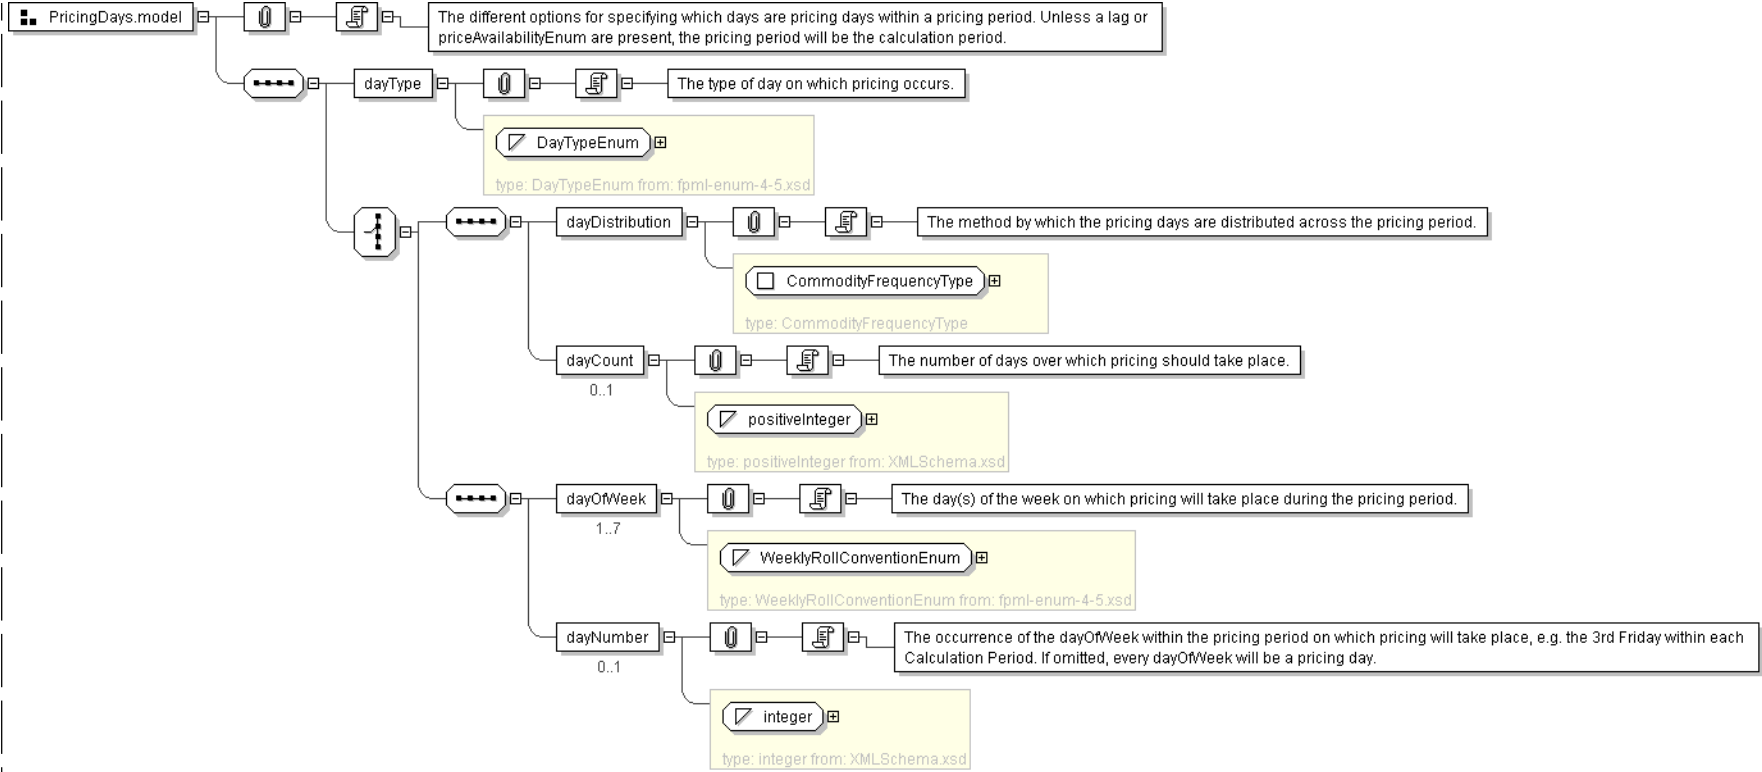 PricingDays.model
The different options for specifying which days are pricing days within a pricing period. Unless a lag or
priceAvailabilityEnum are present, the pricing period will be the calculation period.
dayType
The type of day on which pricing occurs.
DayTypeEnum
type: DayTypeEnum from: fpml-enum-4-5.xsd
dayDistribution
The method by which the pricing days are distributed across the pricing period.
CommodityFrequencyType
type: CommodityFrequencyType
dayCount
The number of days over which pricing should take place.
0..1
positiveInteger
type: positiveInteger from: XMLSchema.xsd
dayOfWeek
The day(s) of the week on which pricing will take place during the pricing period.
1..7
WeeklyRollConventionEnum
type: WeeklyRollConventionEnum from: fpml-enum-4-5.xsd
dayNumber
The occurrence of the dayOfWeek within the pricing period on which pricing will take place, e.g. the 3rd Friday within each
Calculation Period. If omitted, every dayOfWeek will be a pricing day.
0..1
integer
type: integer from: XMLSchema.xsd